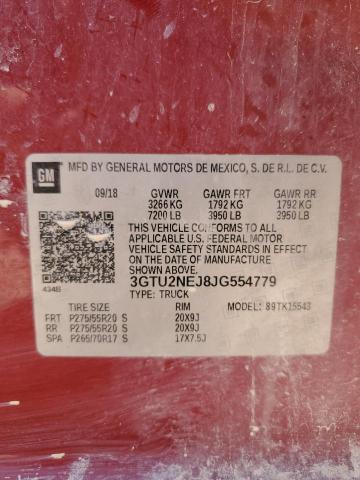 GM
MFD BY GENERAL MOTORS DE MEXICO, S. DE R.L. DE C.V.
09/18 GVWR GAWR FRT GAWR RR
3266 KG 1792 KG 1792 KG
7200 LB 3950 LB 3950 LB
THIS VEHICLE CONFORMS TO ALL APPLICABLE
U.S. FEDERAL MOTOR
VEHICLE SAFETY STANDARDS IN EFFECT
ON THE DATE OF MANUFACTURE
SHOWN ABOVE.
3GTU2NEJ8JG554779
434B TYPE: TRUCK
TIRE SIZE RIM 89TK15543
FRT P275/55R20 S 20X9J
RR P275/55R20 S 20X9J
SPA P265/70R17 S 17X7.5J